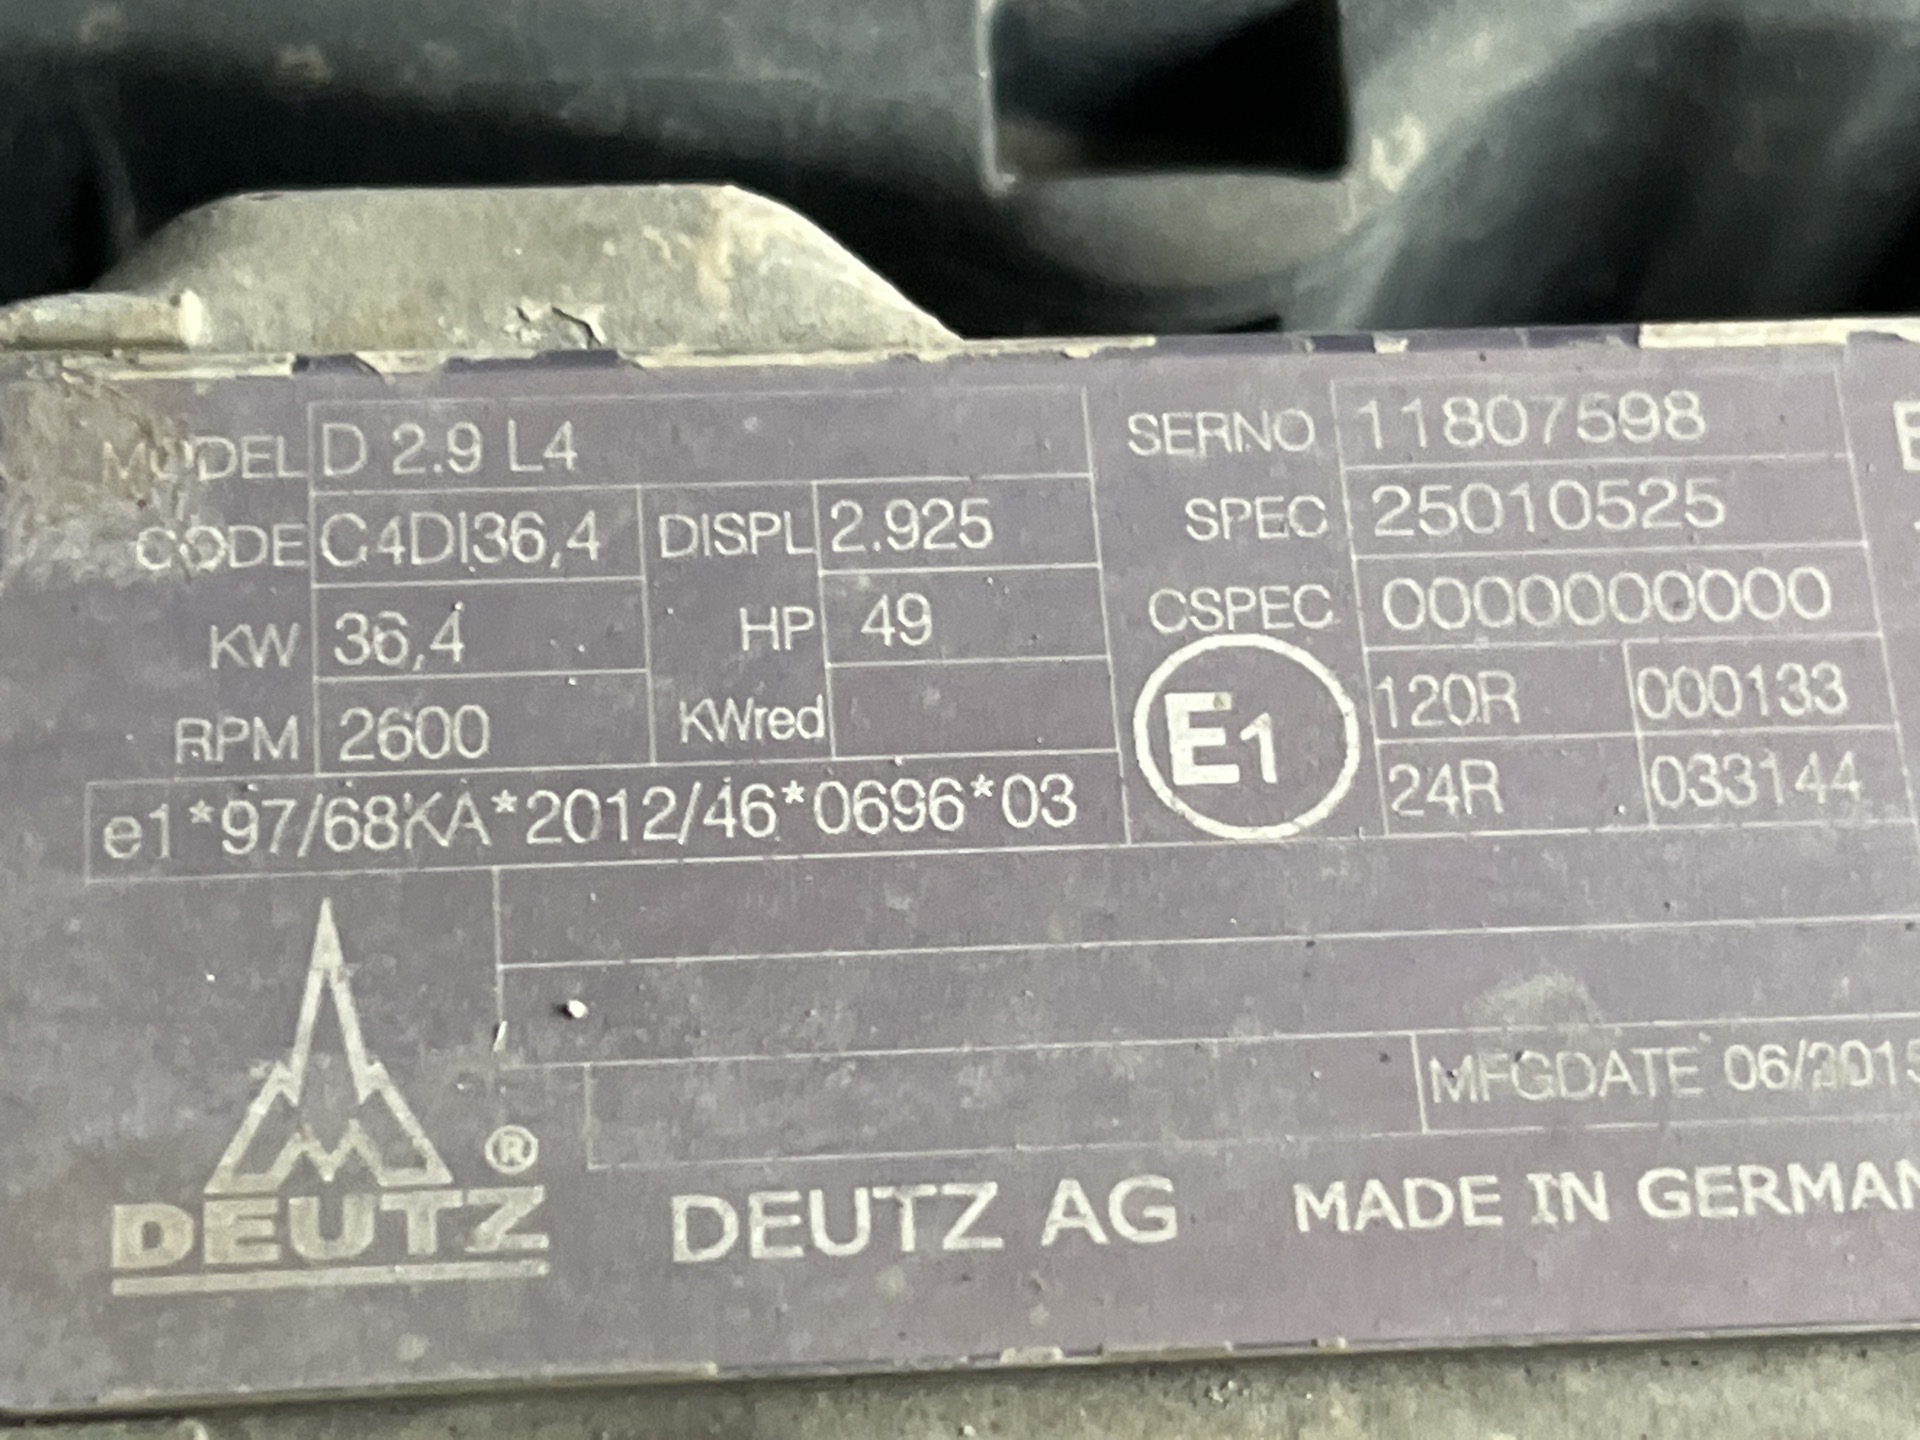 MODEL D 2.9 L4 SERNO 11807598
CODE C4DI36,4 DISPL 2.925 SPEC 25010525
KW 36,4 HP 49 CSPEC 0000000000
RPM 2600 KWred E1 120R 000133
24R 033144
e1*97/68KA*2012/46*0696*03
MFGDATE 06/2015
DEUTZ ® DEUTZ AG MADE IN GERMAN